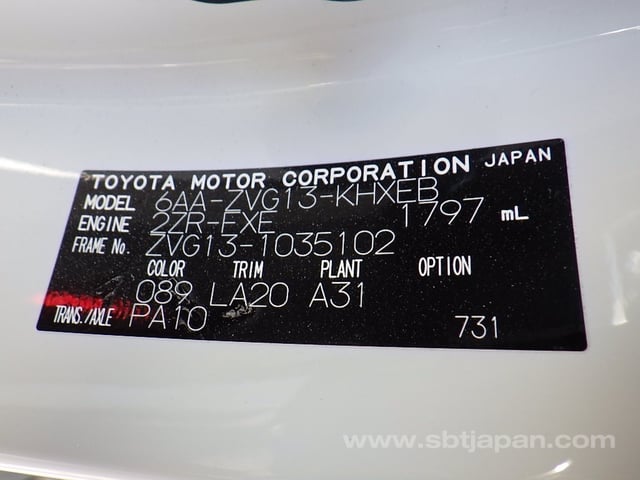 TOYOTA MOTOR CORPORATION JAPAN
MODEL 6AA-ZVG13-KHXEB
ENGINE 2ZR-EXE 1797 mL
FRAME No. ZVG13-1035102
COLOR TRIM PLANT OPTION
089 LA20 A31
TRANS./AXLE PA10 731
www.sbtjapan.com